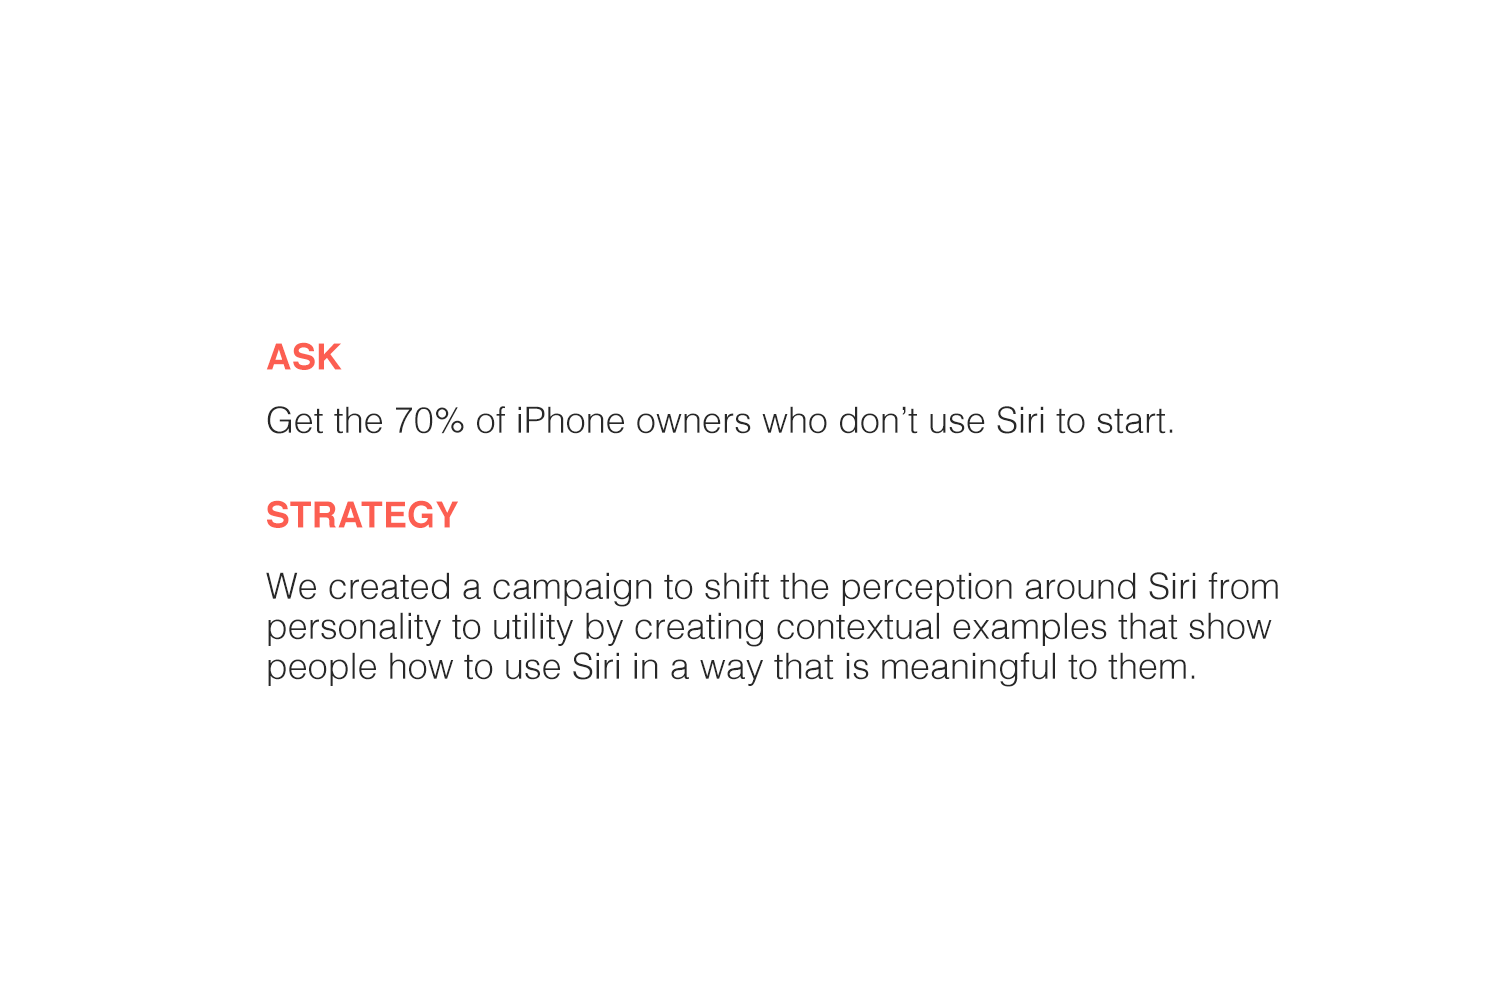 ASK
Get the 70% of iPhone owners who don’t use Siri to start.
STRATEGY
We created a campaign to shift the perception around Siri from
personality to utility by creating contextual examples that show
people how to use Siri in a way that is meaningful to them.